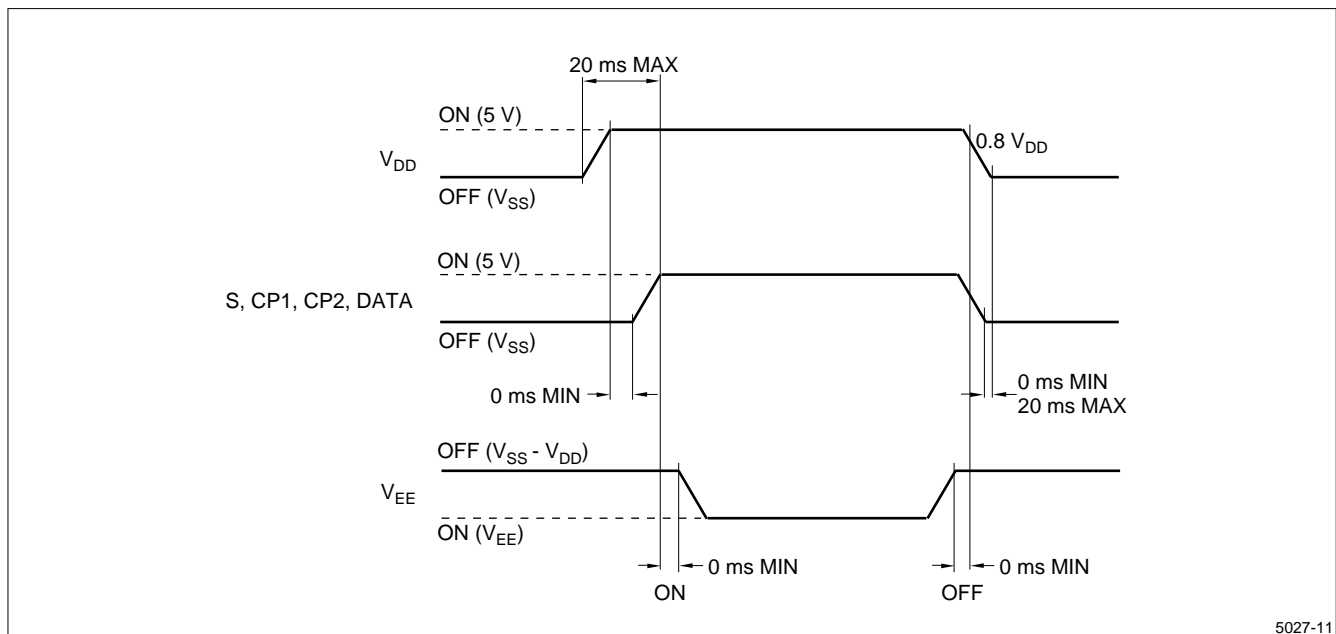 20 ms MAX
ON (5 V)
0.8 V_DD
V_DD
OFF (V_SS)
ON (5 V)
S, CP1, CP2, DATA
OFF (V_SS)
0 ms MIN
0 ms MIN
20 ms MAX
OFF (V_SS - V_DD)
V_EE
ON (V_EE)
0 ms MIN
0 ms MIN
ON
OFF
5027-11